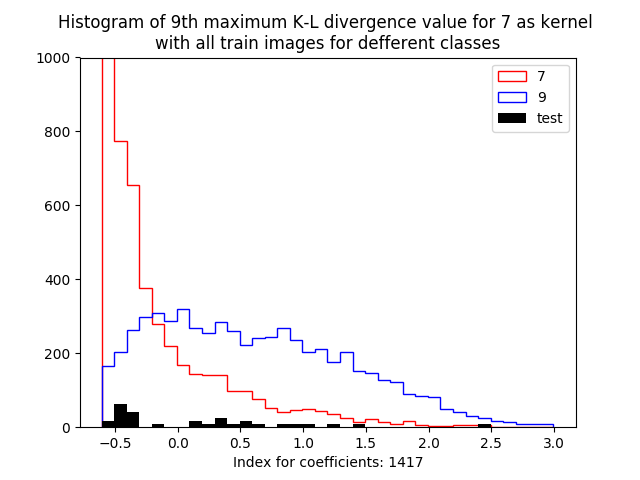 Histogram of 9th maximum K-L divergence value for 7 as kernel
with all train images for defferent classes
1000
800
600
400
200
0
7
9
test
−0.5 0.0 0.5 1.0 1.5 2.0 2.5 3.0
Index for coefficients: 1417